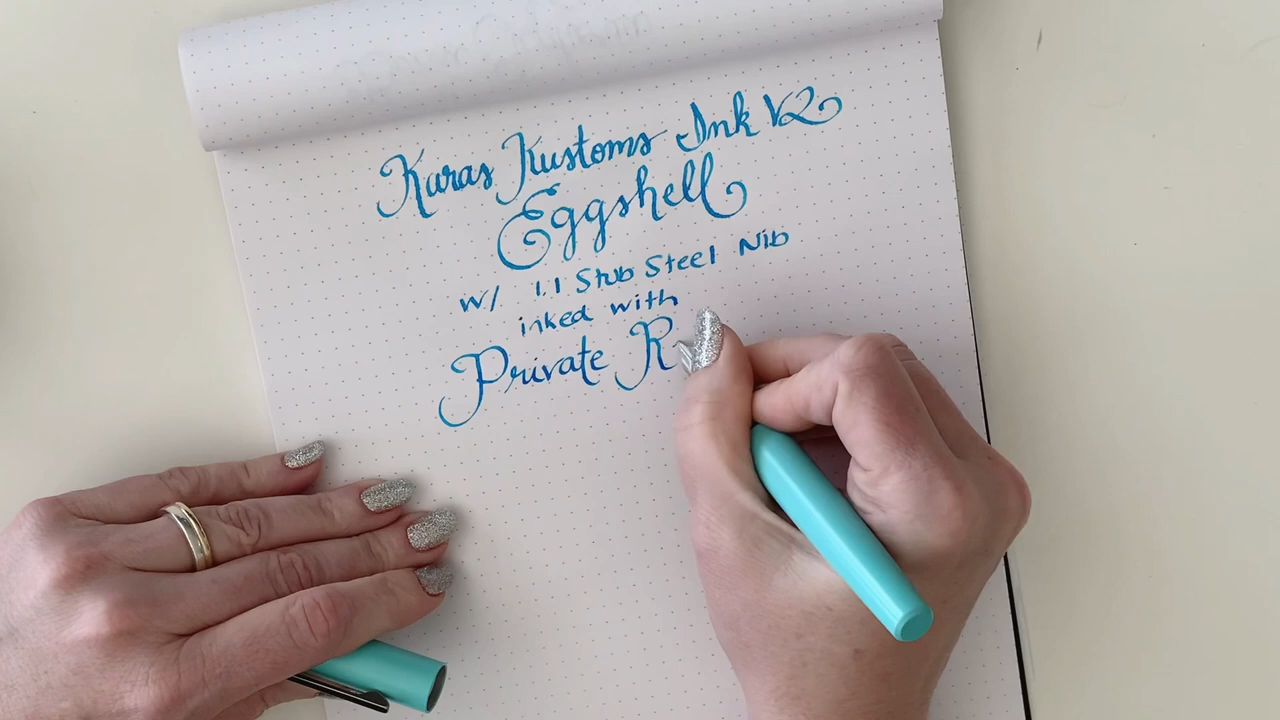 Karas Kustoms Ink V2
Eggshell
w/ 1.1 Stub Steel Nib
inked with
Private R